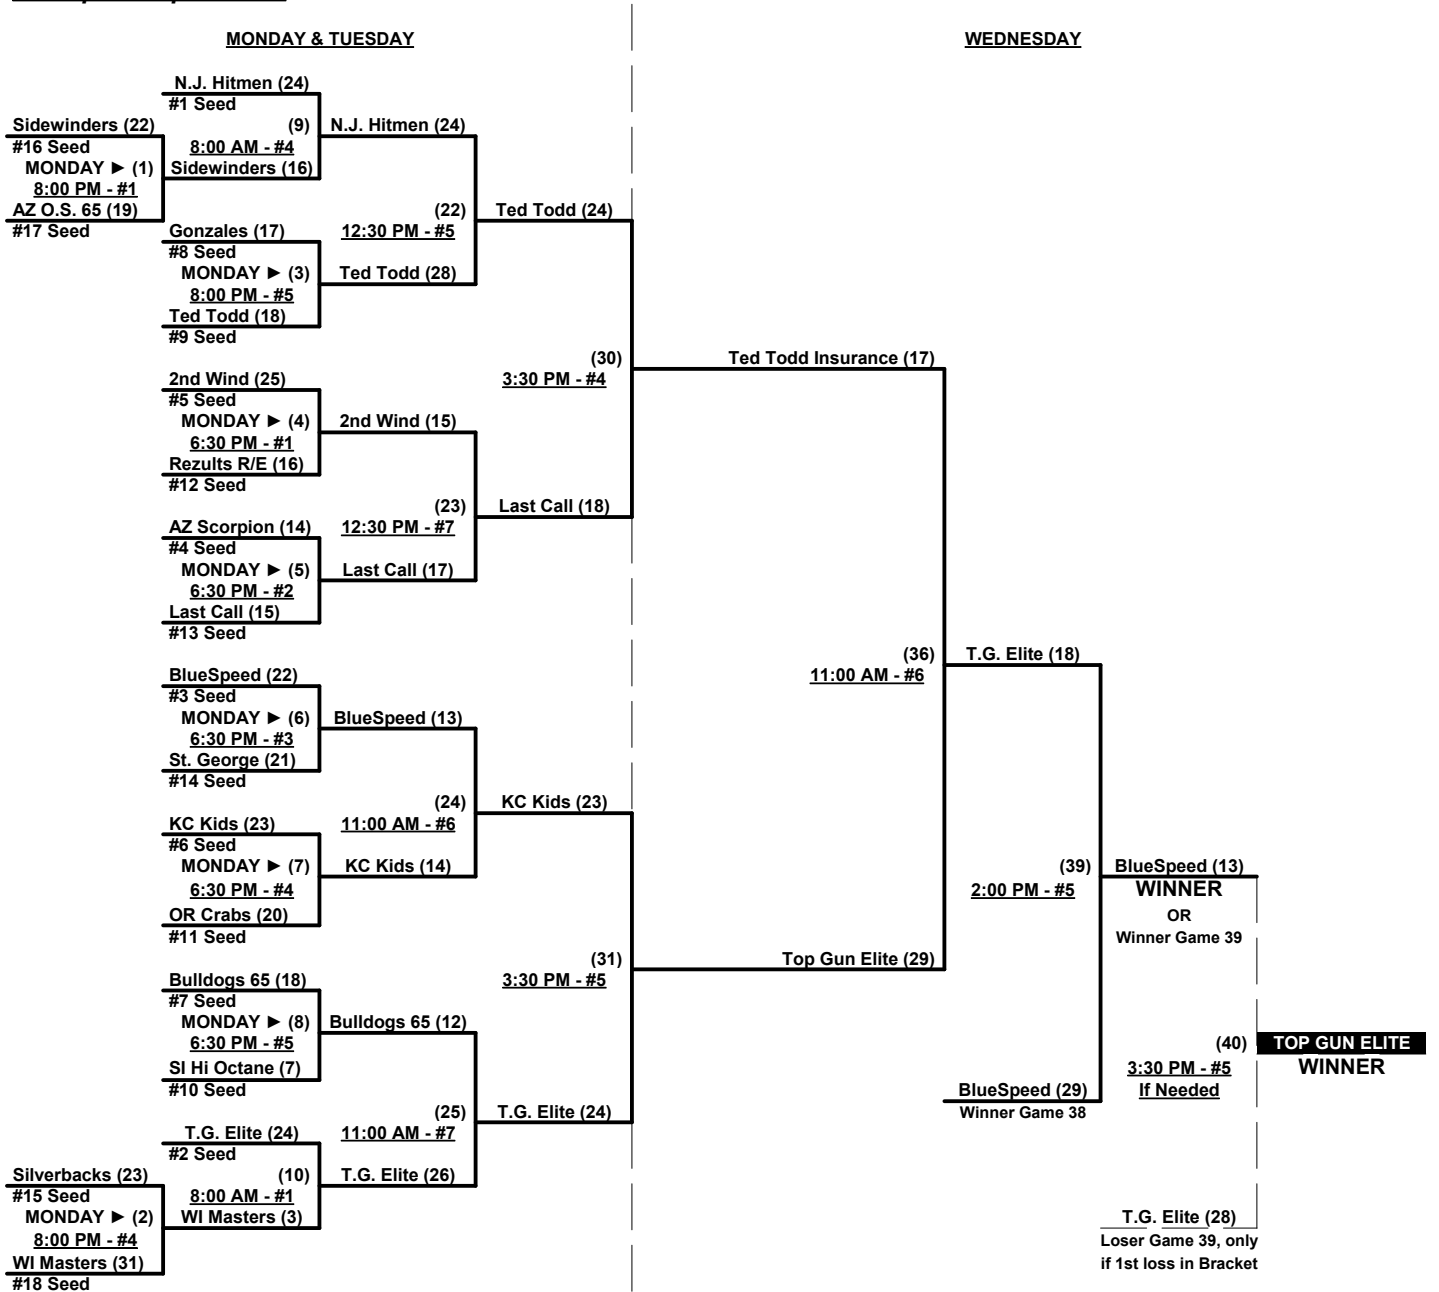 MONDAY & TUESDAY
WEDNESDAY
N.J. Hitmen (24)
#1 Seed
Sidewinders (22)
(9)
N.J. Hitmen (24)
#16 Seed
8:00 AM - #4
MONDAY ► (1)
Sidewinders (16)
8:00 PM - #1
AZ O.S. 65 (19)
(22)
Ted Todd (24)
#17 Seed
Gonzales (17)
12:30 PM - #5
#8 Seed
MONDAY ► (3)
Ted Todd (28)
8:00 PM - #5
Ted Todd (18)
#9 Seed
(30)
Ted Todd Insurance (17)
2nd Wind (25)
3:30 PM - #4
#5 Seed
MONDAY ► (4)
2nd Wind (15)
6:30 PM - #1
Rezults R/E (16)
#12 Seed
(23)
Last Call (18)
AZ Scorpion (14)
12:30 PM - #7
#4 Seed
MONDAY ► (5)
Last Call (17)
6:30 PM - #2
Last Call (15)
#13 Seed
(36)
T.G. Elite (18)
BlueSpeed (22)
11:00 AM - #6
#3 Seed
MONDAY ► (6)
BlueSpeed (13)
6:30 PM - #3
St. George (21)
#14 Seed
(24)
KC Kids (23)
KC Kids (23)
11:00 AM - #6
#6 Seed
MONDAY ► (7)
KC Kids (14)
(39)
BlueSpeed (13)
6:30 PM - #4
2:00 PM - #5
WINNER
OR Crabs (20)
OR
#11 Seed
Winner Game 39
(31)
Top Gun Elite (29)
Bulldogs 65 (18)
3:30 PM - #5
#7 Seed
MONDAY ► (8)
Bulldogs 65 (12)
6:30 PM - #5
(40)
TOP GUN ELITE
SI Hi Octane (7)
3:30 PM - #5
WINNER
#10 Seed
BlueSpeed (29)
If Needed
(25)
T.G. Elite (24)
Winner Game 38
T.G. Elite (24)
11:00 AM - #7
#2 Seed
Silverbacks (23)
(10)
T.G. Elite (26)
#15 Seed
8:00 AM - #1
MONDAY ► (2)
WI Masters (3)
T.G. Elite (28)
8:00 PM - #4
Loser Game 39, only
WI Masters (31)
if 1st loss in Bracket
#18 Seed